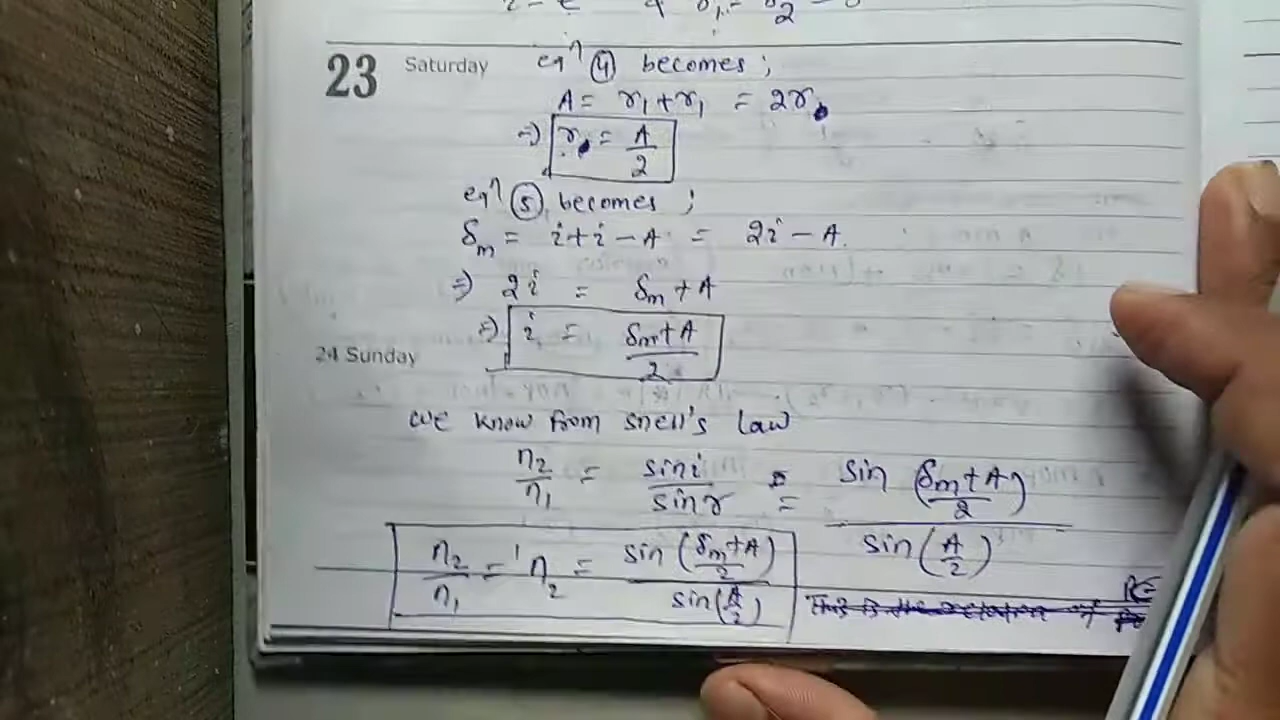 23 Saturday eqⁿ ④ becomes ;
A = r₁ + r₁ = 2r
⇒ r = A/2
eqⁿ ⑤ becomes ;
δm = i + i - A = 2i - A
⇒ 2i = δm + A
⇒ i = (δm + A)/2
24 Sunday
we know from snell's law
n₂/n₁ = sin i/sin r = sin ((δm + A)/2)/sin (A/2)
n₂/n₁ = ¹n₂ = sin ((δm + A)/2)/sin (A/2)